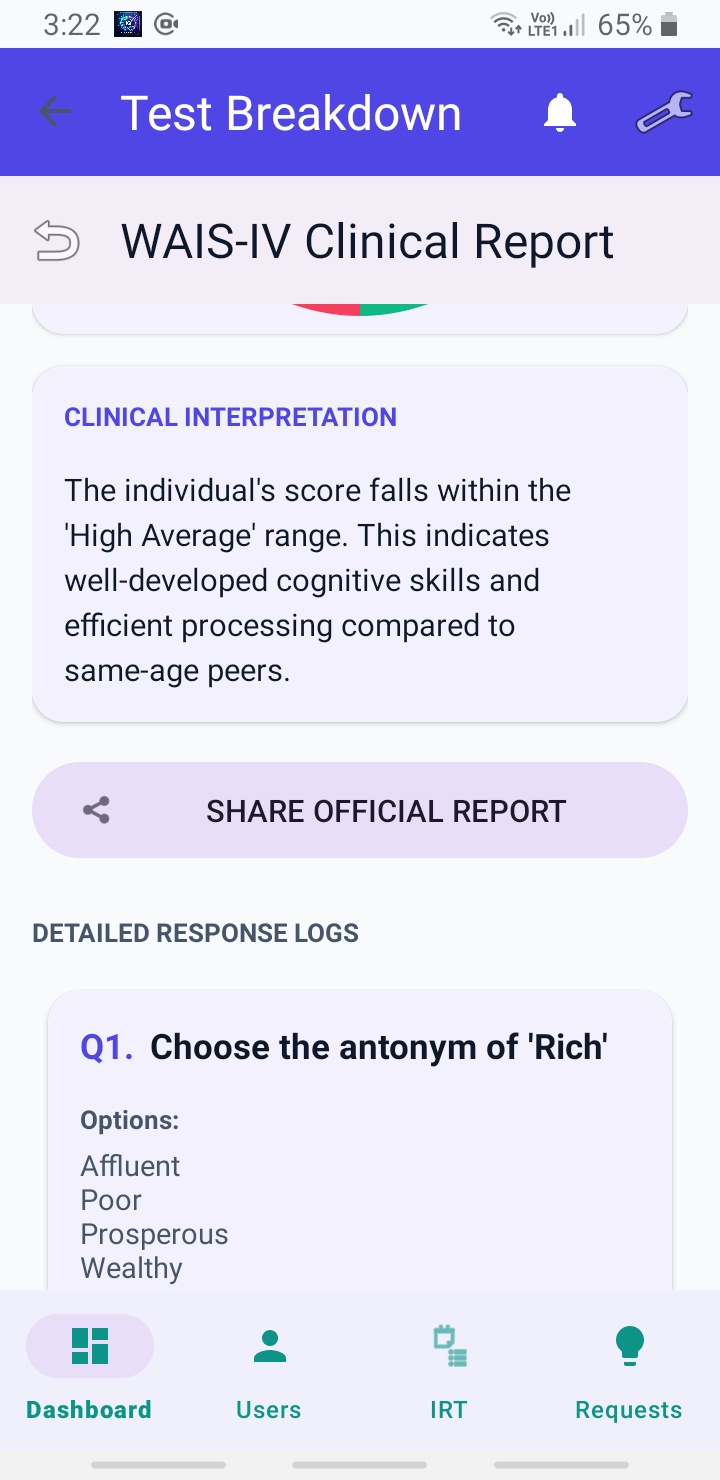 3:22
Vo)) LTE1 65%
Test Breakdown
WAIS-IV Clinical Report
CLINICAL INTERPRETATION
The individual's score falls within the
'High Average' range. This indicates
well-developed cognitive skills and
efficient processing compared to
same-age peers.
SHARE OFFICIAL REPORT
DETAILED RESPONSE LOGS
Q1. Choose the antonym of 'Rich'
Options:
Affluent
Poor
Prosperous
Wealthy
Dashboard Users IRT Requests